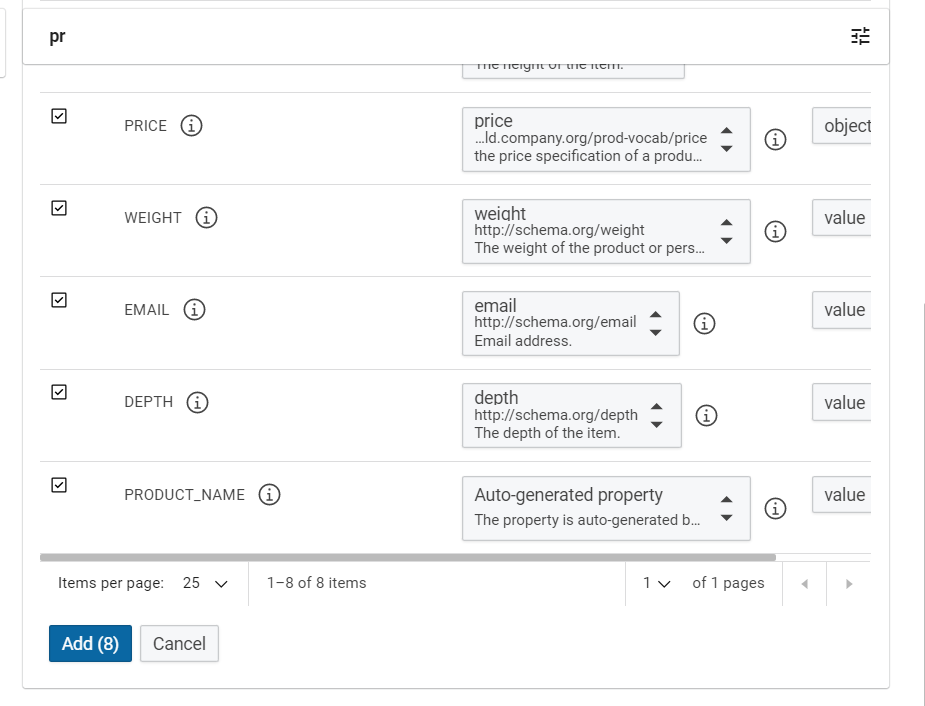 pr
The height of the item.
PRICE
price
...ld.company.org/prod-vocab/price
the price specification of a produ...
object
WEIGHT
weight
http://schema.org/weight
The weight of the product or pers...
value
EMAIL
email
http://schema.org/email
Email address.
value
DEPTH
depth
http://schema.org/depth
The depth of the item.
value
PRODUCT_NAME
Auto-generated property
The property is auto-generated b...
value
Items per page: 25 1–8 of 8 items 1 of 1 pages
Add (8) Cancel